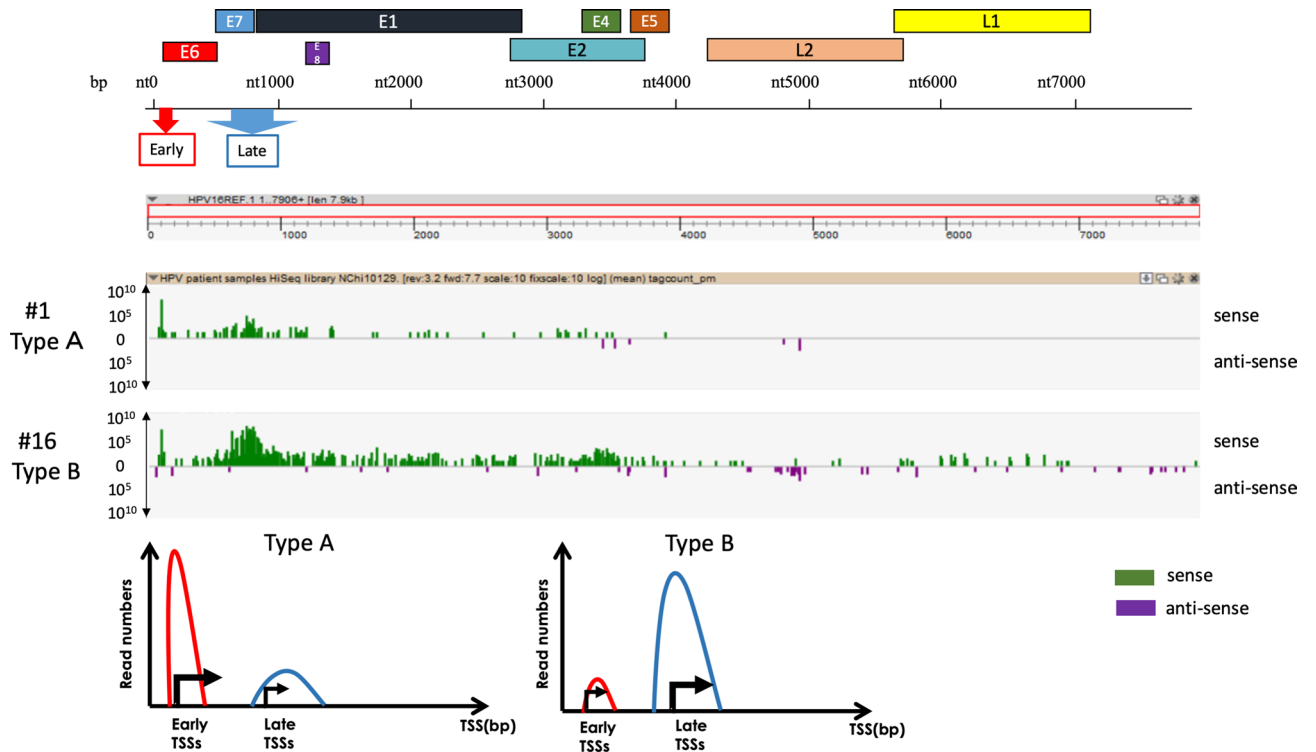 E7
E1
E4
E5
L1
E6
E
8
E2
L2
bp
nt0
nt1000
nt2000
nt3000
nt4000
nt5000
nt6000
nt7000
Early
Late
HPV16REF.1 1..7906+ [len 7.9kb ]
0
1000
2000
3000
4000
5000
6000
7000
HPV patient samples HiSeq library NChi10129. [rev:3.2 fwd:7.7 scale:10 fixscale:10 log] (mean) tagcount_pm
#1
Type A
10^10
10^5
0
10^5
10^10
sense
anti-sense
#16
Type B
10^10
10^5
0
10^5
10^10
sense
anti-sense
Type A
Read numbers
Early
TSSs
Late
TSSs
TSS(bp)
Type B
Read numbers
Early
TSSs
Late
TSSs
TSS(bp)
sense
anti-sense